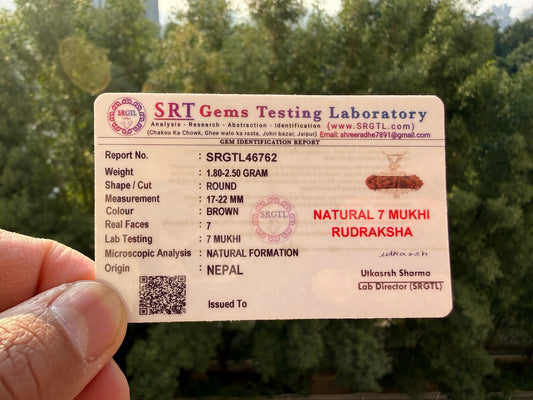 SRGTL
SRT Gems Testing Laboratory
Analysis - Research - Abstraction - Identification (www.SRGTL.com)
(Chaksu Ka Chowk, Ghee walo ka rasta, Johri bazar, Jaipur) Email: shreeradhe7891@gmail.com
GEM IDENTIFICATION REPORT
Report No. SRGTL46762
Weight : 1.80-2.50 GRAM
Shape / Cut : ROUND
Measurement : 17-22 MM
Colour : BROWN
Real Faces : 7
Lab Testing : 7 MUKHI
Microscopic Analysis : NATURAL FORMATION
Origin : NEPAL
SRGTL
NATURAL 7 MUKHI
RUDRAKSHA
Utkasrsh Sharma
Lab Director (SRGTL)
Issued To